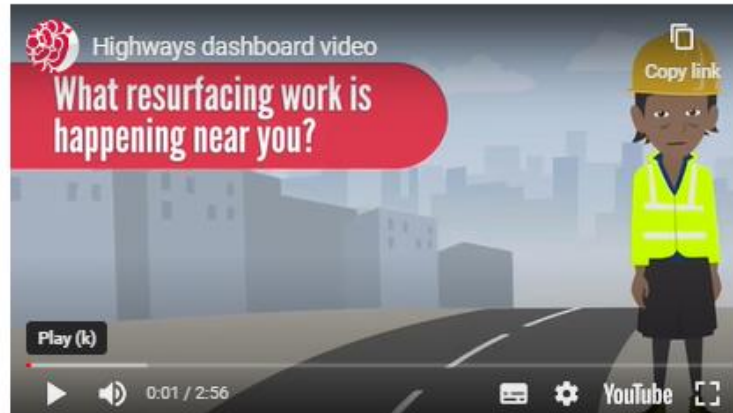 Highways dashboard video
Copy link
What resurfacing work is
happening near you?
Play (k)
0:01 / 2:56
YouTube